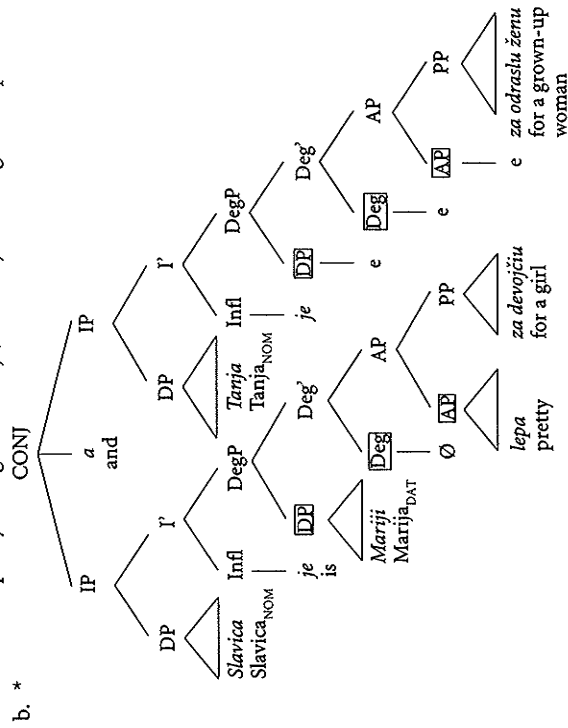 b. * CONJ
IP a IP
and
DP I' DP I'
Slavica Infl DegP Tanja Infl DegP
Slavica_NOM Tanja_NOM
je DP Deg' je DP Deg'
is
Mariji Deg AP e Deg AP
Marija_DAT
Ø AP PP e AP PP
lepa za devojčiu e za odraslu ženu
pretty for a girl for a grown-up
woman